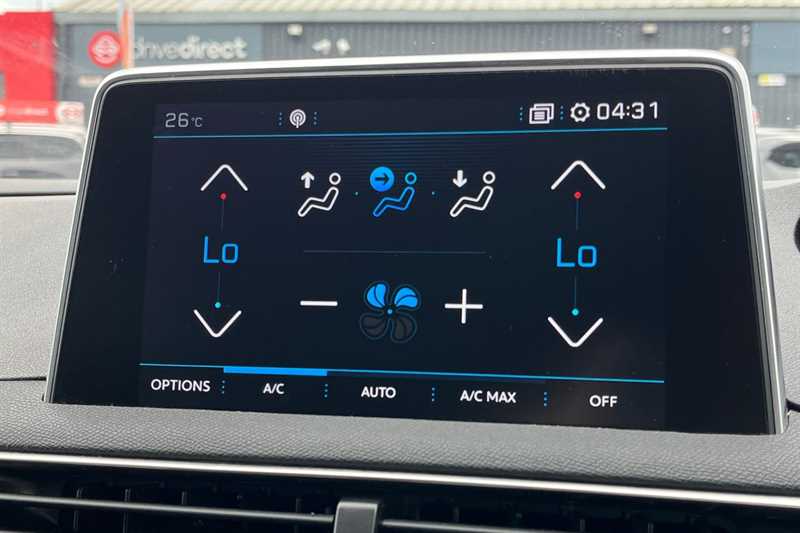 drivedirect
26°C
04:31
Lo
Lo
OPTIONS
A/C
AUTO
A/C MAX
OFF